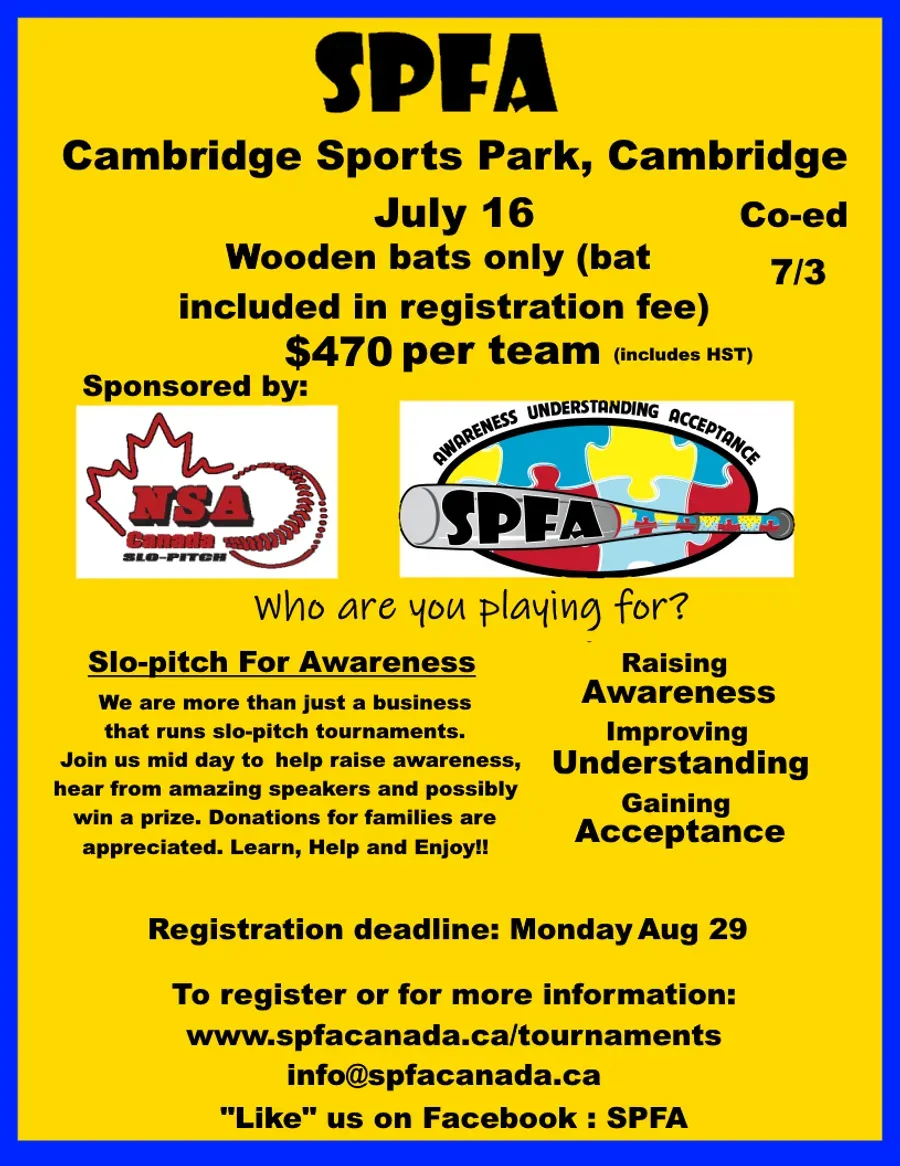 SPFA
Cambridge Sports Park, Cambridge
July 16
Co-ed
7/3
Wooden bats only (bat
included in registration fee)
$470 per team (includes HST)
Sponsored by:
NSA
Canada
SLO-PITCH
AWARENESS UNDERSTANDING ACCEPTANCE
SPFA
Who are you playing for?
Slo-pitch For Awareness
We are more than just a business
that runs slo-pitch tournaments.
Join us mid day to help raise awareness,
hear from amazing speakers and possibly
win a prize. Donations for families are
appreciated. Learn, Help and Enjoy!!
Raising
Awareness
Improving
Understanding
Gaining
Acceptance
Registration deadline: Monday Aug 29
To register or for more information:
www.spfacanada.ca/tournaments
info@spfacanada.ca
"Like" us on Facebook : SPFA